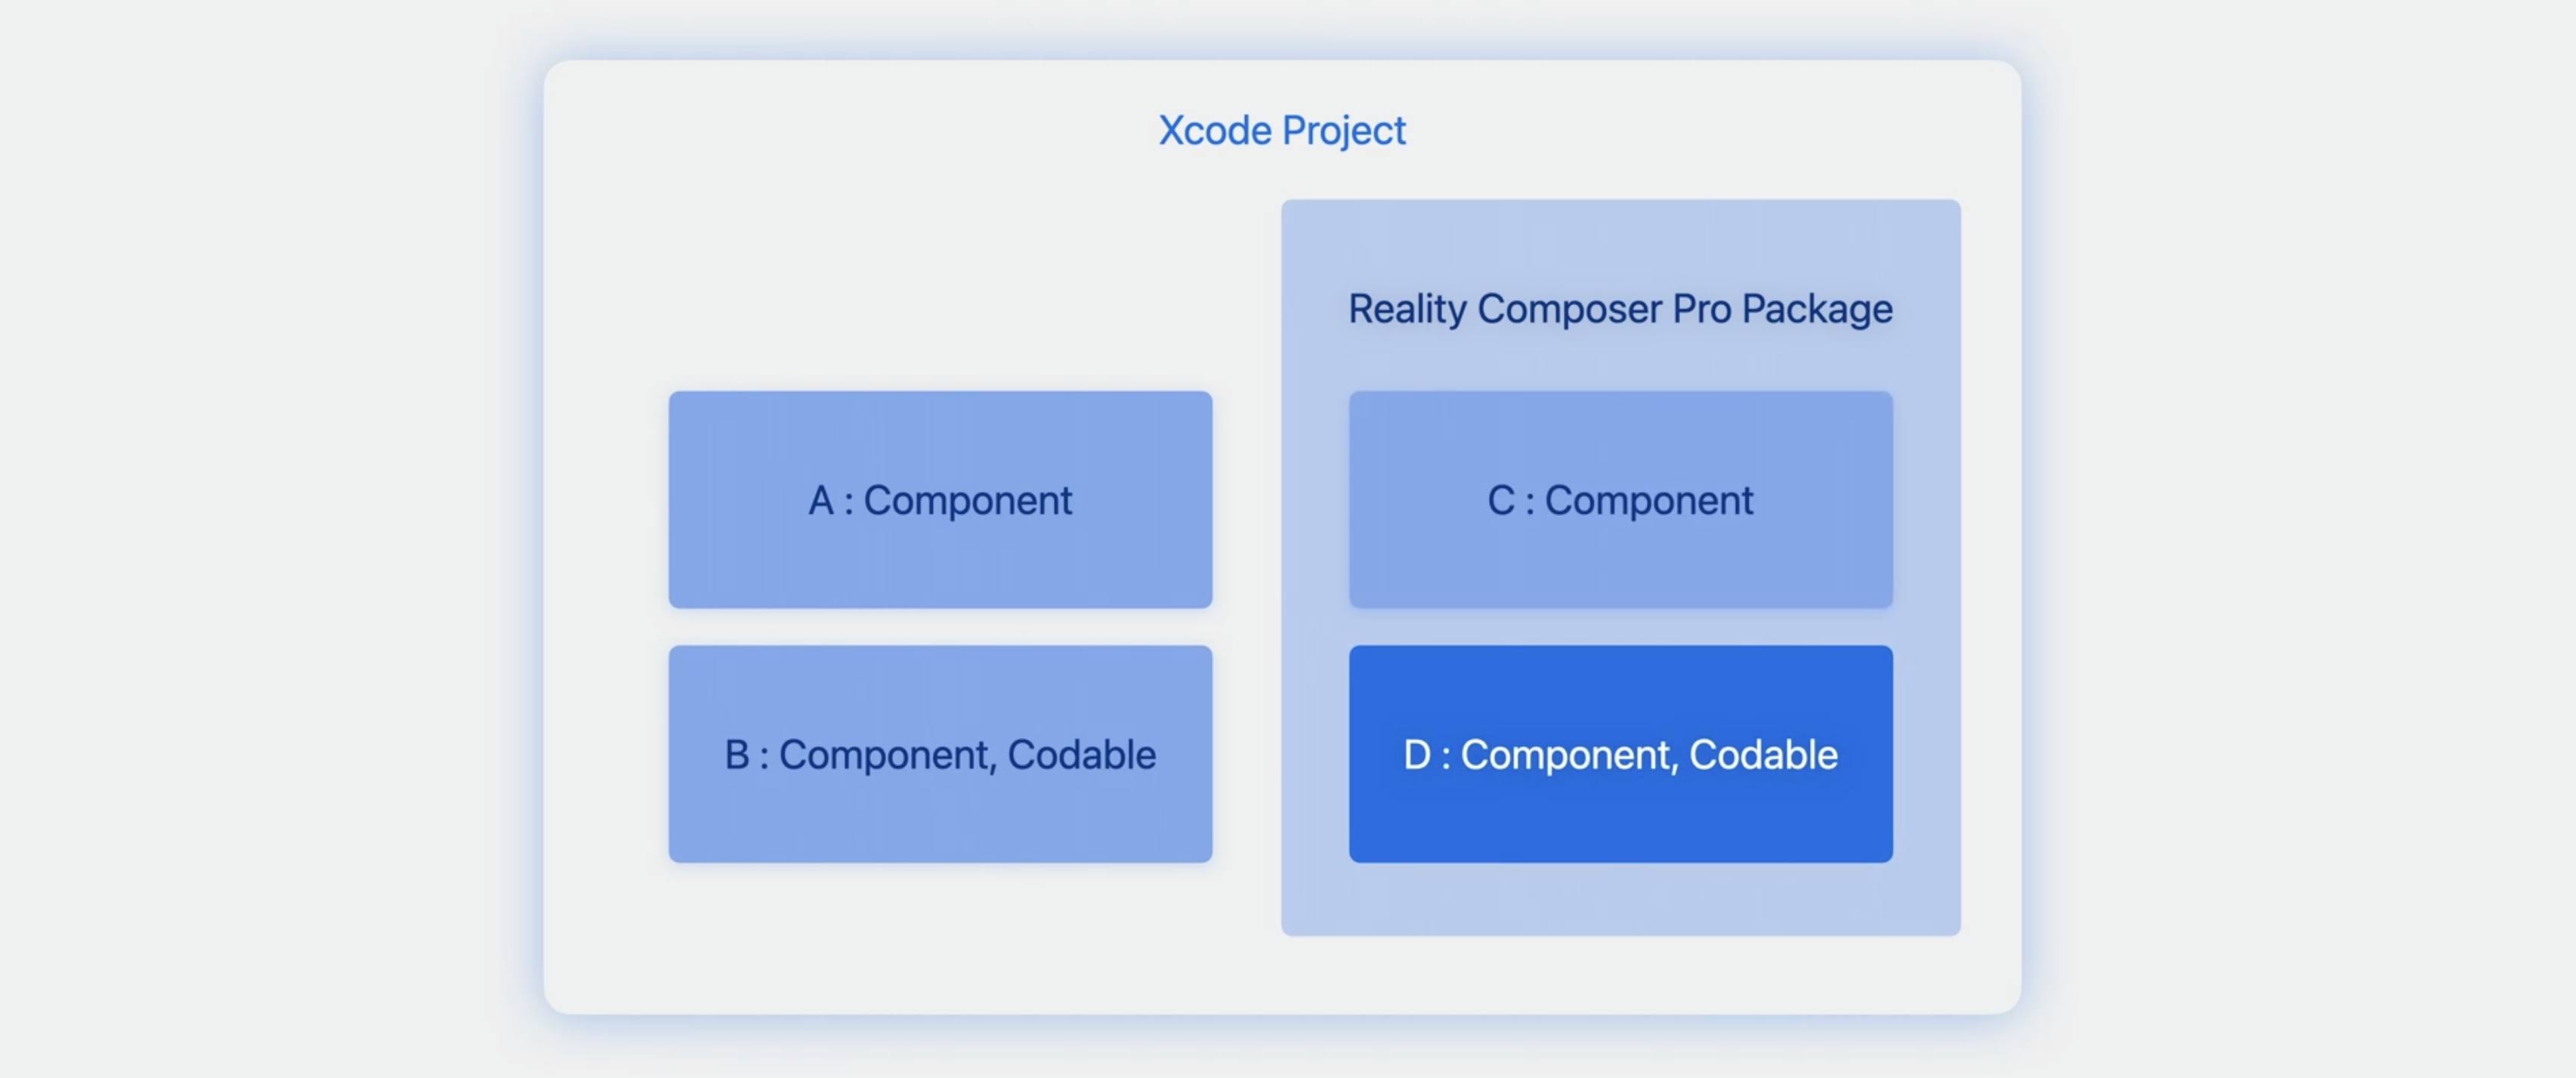 Xcode Project
Reality Composer Pro Package
A : Component
C : Component
B : Component, Codable
D : Component, Codable